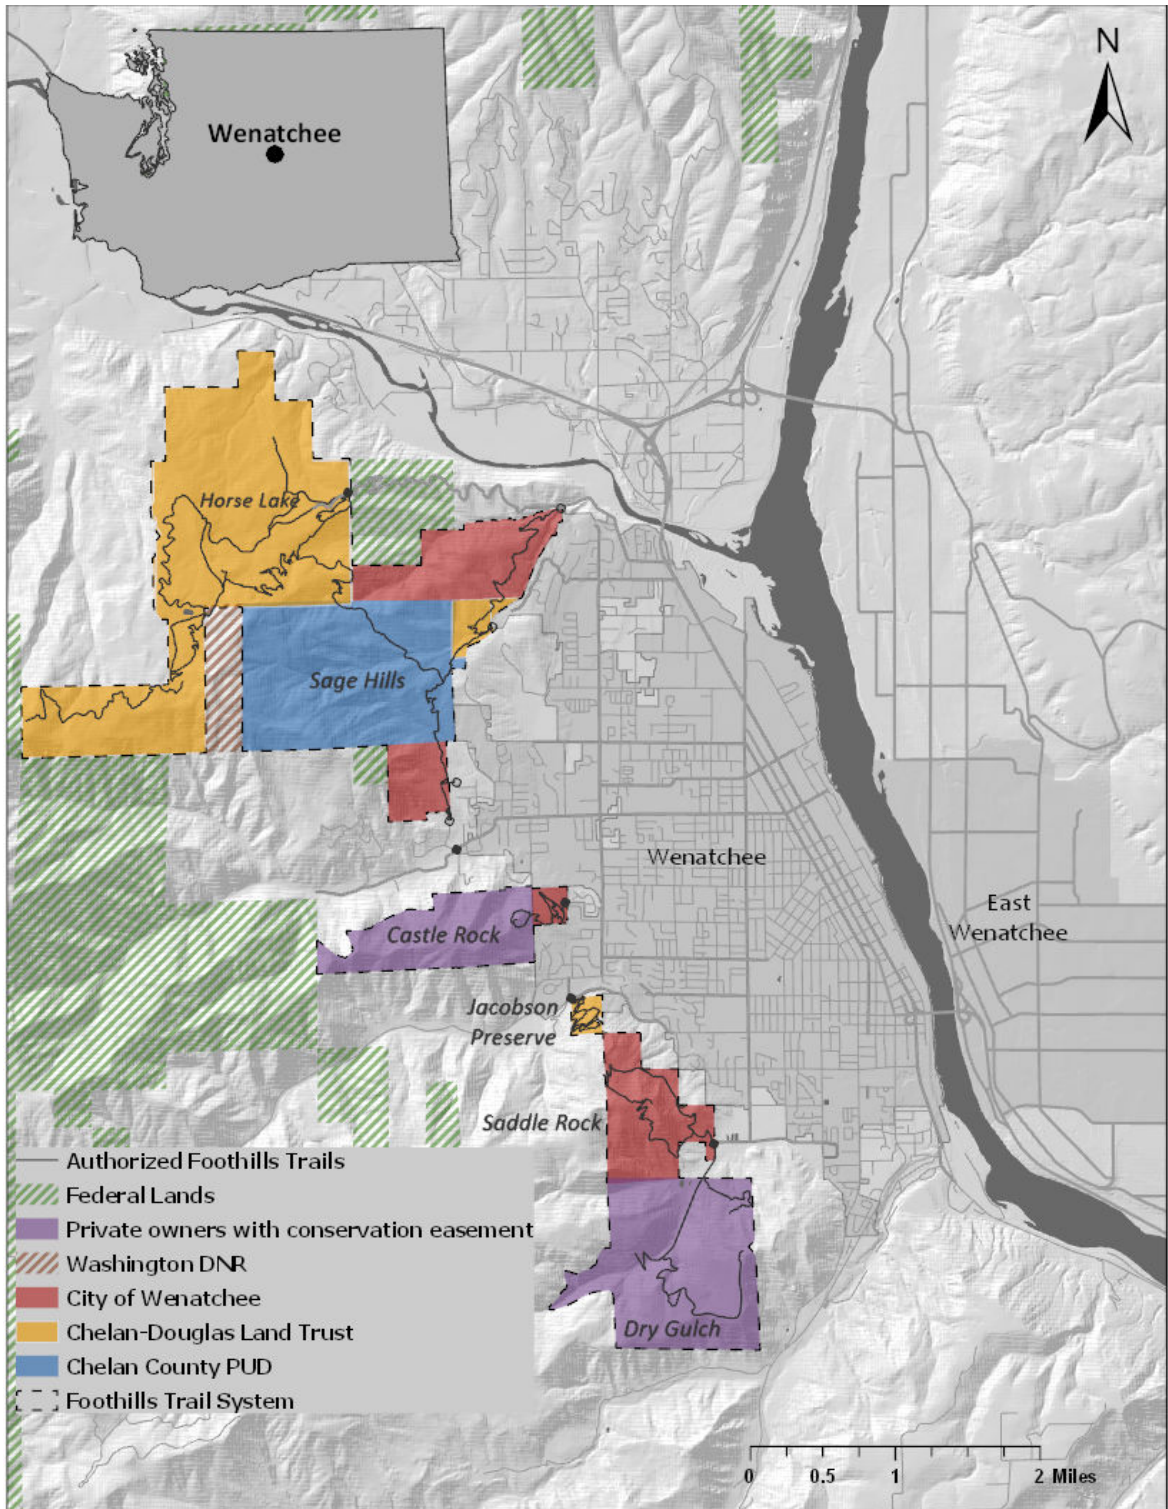 N
Wenatchee
Horse Lake
Sage Hills
Wenatchee
East
Wenatchee
Castle Rock
Jacobson
Preserve
Saddle Rock
Dry Gulch
Authorized Foothills Trails
Federal Lands
Private owners with conservation easement
Washington DNR
City of Wenatchee
Chelan-Douglas Land Trust
Chelan County PUD
Foothills Trail System
0 0.5 1 2 Miles